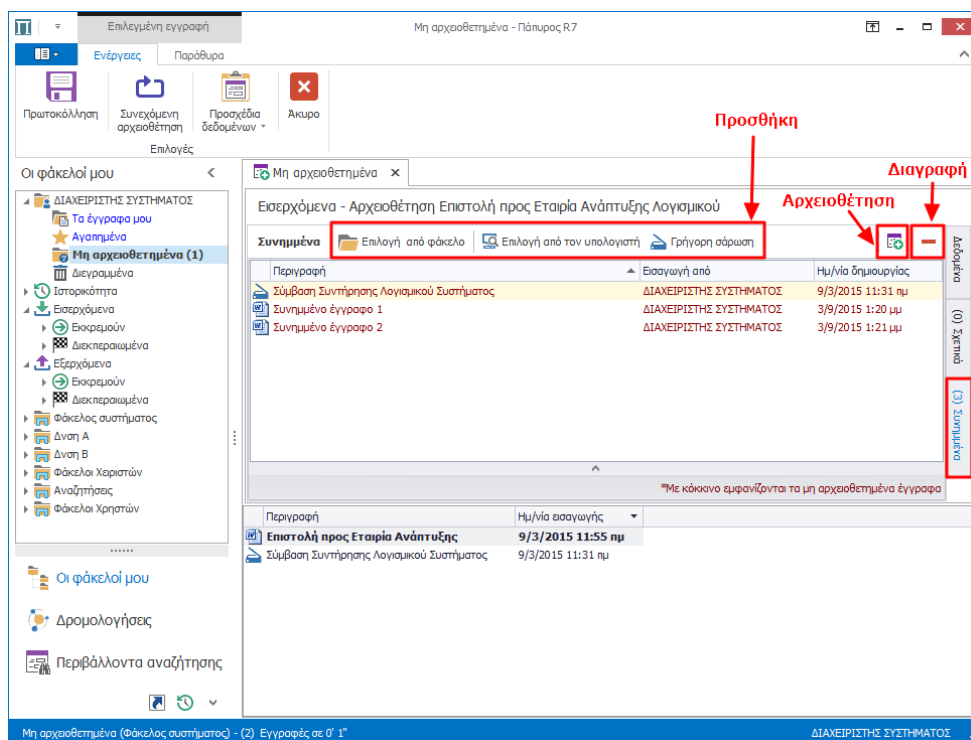 Επιλεγμένη εγγραφή
Μη αρχειοθετημένα - Πάπυρος R7
Ενέργειες Παράθυρα
Πρωτοκόλληση
Συνεχόμενη αρχειοθέτηση
Προσχέδια δεδομένων
Άκυρο
Επιλογές
Προσθήκη
Διαγραφή
Αρχειοθέτηση
Οι φάκελοί μου
ΔΙΑΧΕΙΡΙΣΤΗΣ ΣΥΣΤΗΜΑΤΟΣ
Τα έγγραφα μου
Αγαπημένα
Μη αρχειοθετημένα (1)
Διεγραμμένα
Ιστορικότητα
Εισερχόμενα
Εκκρεμούν
Διεκπεραιωμένα
Εξερχόμενα
Εκκρεμούν
Διεκπεραιωμένα
Φάκελος συστήματος
Δνση Α
Δνση Β
Φάκελοι Χειριστών
Αναζητήσεις
Φάκελοι Χρηστών
Οι φάκελοί μου
Δρομολογήσεις
Περιβάλλοντα αναζήτησης
Μη αρχειοθετημένα
Εισερχόμενα - Αρχειοθέτηση Επιστολή προς Εταιρία Ανάπτυξης Λογισμικού
Συνημμένα Επιλογή από φάκελο Επιλογή από τον υπολογιστή Γρήγορη σάρωση
Περιγραφή Εισαγωγή από Ημ/νία δημιουργίας
Σύμβαση Συντήρησης Λογισμικού Συστήματος ΔΙΑΧΕΙΡΙΣΤΗΣ ΣΥΣΤΗΜΑΤΟΣ 9/3/2015 11:31 πμ
Συνημμένο έγγραφο 1 ΔΙΑΧΕΙΡΙΣΤΗΣ ΣΥΣΤΗΜΑΤΟΣ 3/9/2015 1:20 μμ
Συνημμένο έγγραφο 2 ΔΙΑΧΕΙΡΙΣΤΗΣ ΣΥΣΤΗΜΑΤΟΣ 3/9/2015 1:21 μμ
*Με κόκκινο εμφανίζονται τα μη αρχειοθετημένα έγγραφα
Δεδομένα
(0) Σχετικά
(3) Συνημμένα
Περιγραφή Ημ/νία εισαγωγής
Επιστολή προς Εταιρία Ανάπτυξης 9/3/2015 11:55 πμ
Σύμβαση Συντήρησης Λογισμικού Συστήματος 9/3/2015 11:31 πμ
Μη αρχειοθετημένα (Φάκελος συστήματος) - (2) Εγγραφές σε 0' 1" ΔΙΑΧΕΙΡΙΣΤΗΣ ΣΥΣΤΗΜΑΤΟΣ